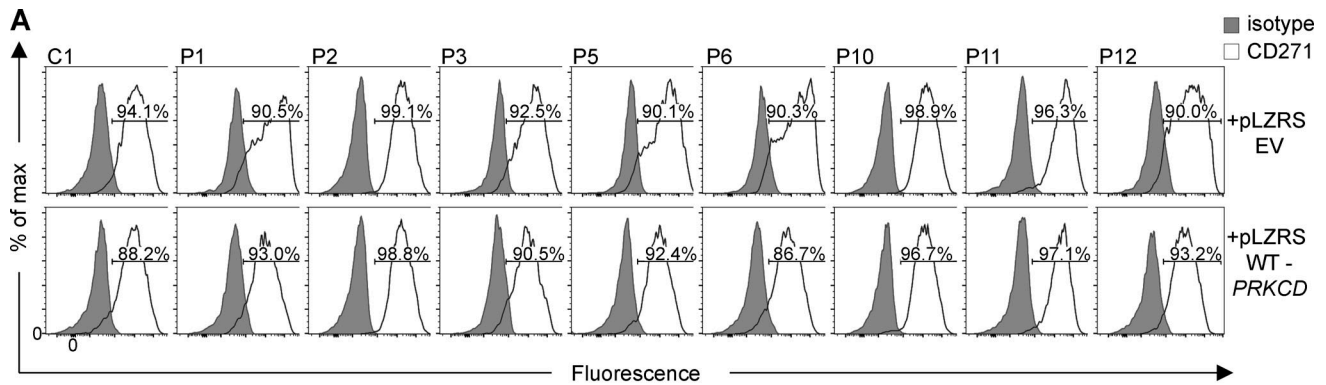 A
isotype
CD271
C1 P1 P2 P3 P5 P6 P10 P11 P12
94.1% 90.5% 99.1% 92.5% 90.1% 90.3% 98.9% 96.3% 90.0%
+pLZRS
EV
% of max
88.2% 93.0% 98.8% 90.5% 92.4% 86.7% 96.7% 97.1% 93.2%
+pLZRS
WT -
PRKCD
0
0
Fluorescence